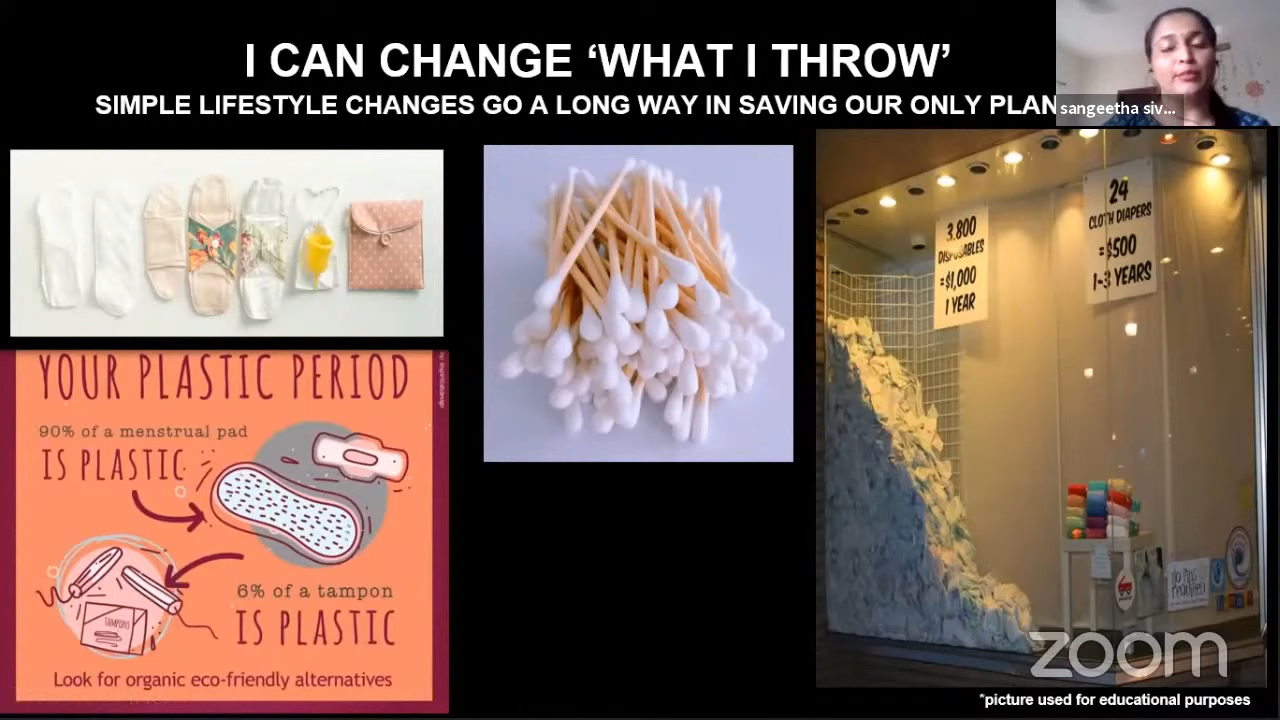 I CAN CHANGE ‘WHAT I THROW’
SIMPLE LIFESTYLE CHANGES GO A LONG WAY IN SAVING OUR ONLY PLAN
sangeetha siv...
YOUR PLASTIC PERIOD
90% of a menstrual pad
IS PLASTIC
6% of a tampon
IS PLASTIC
TAMPONS
Look for organic eco-friendly alternatives
3,800
DISPOSABLES
=$1,000
1 YEAR
24
CLOTH DIAPERS
=$500
1-3 YEARS
zoom
*picture used for educational purposes